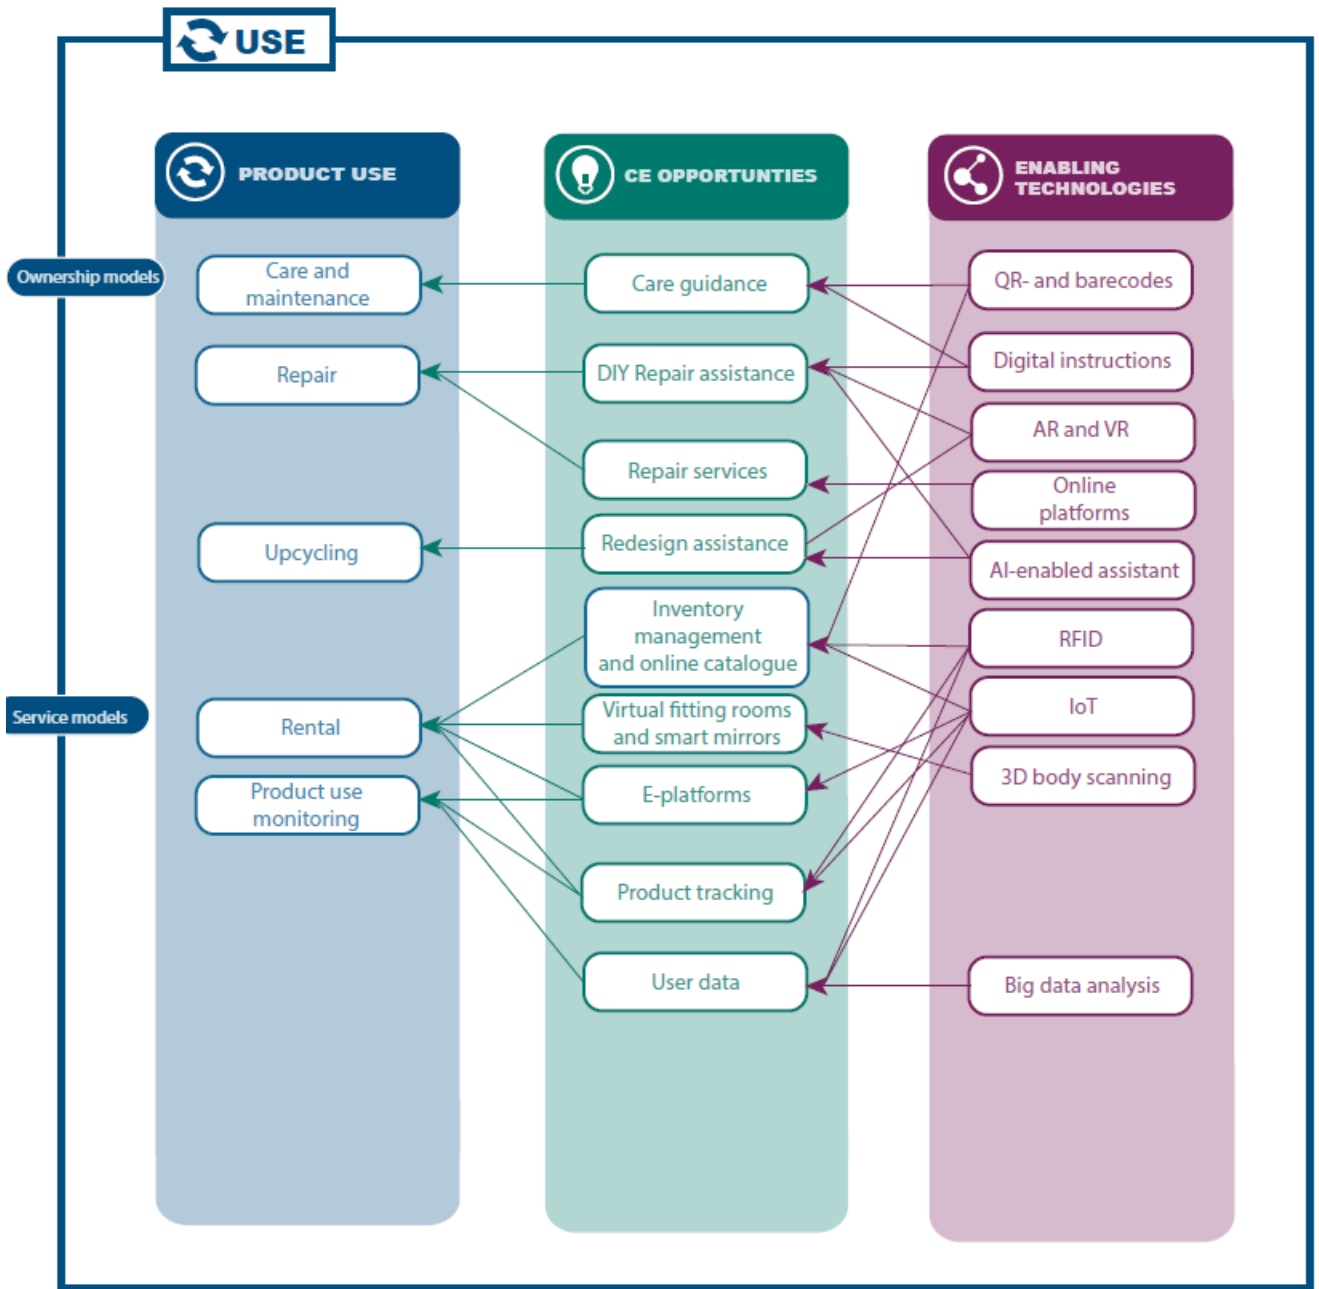 USE
PRODUCT USE
CE OPPORTUNTIES
ENABLING
TECHNOLOGIES
Ownership models
Care and
maintenance
Care guidance
QR- and barecodes
Repair
DIY Repair assistance
Digital instructions
AR and VR
Repair services
Online
platforms
Upcycling
Redesign assistance
AI-enabled assistant
Inventory
management
and online catalogue
RFID
Service models
Rental
Virtual fitting rooms
and smart mirrors
IoT
Product use
monitoring
E-platforms
3D body scanning
Product tracking
User data
Big data analysis